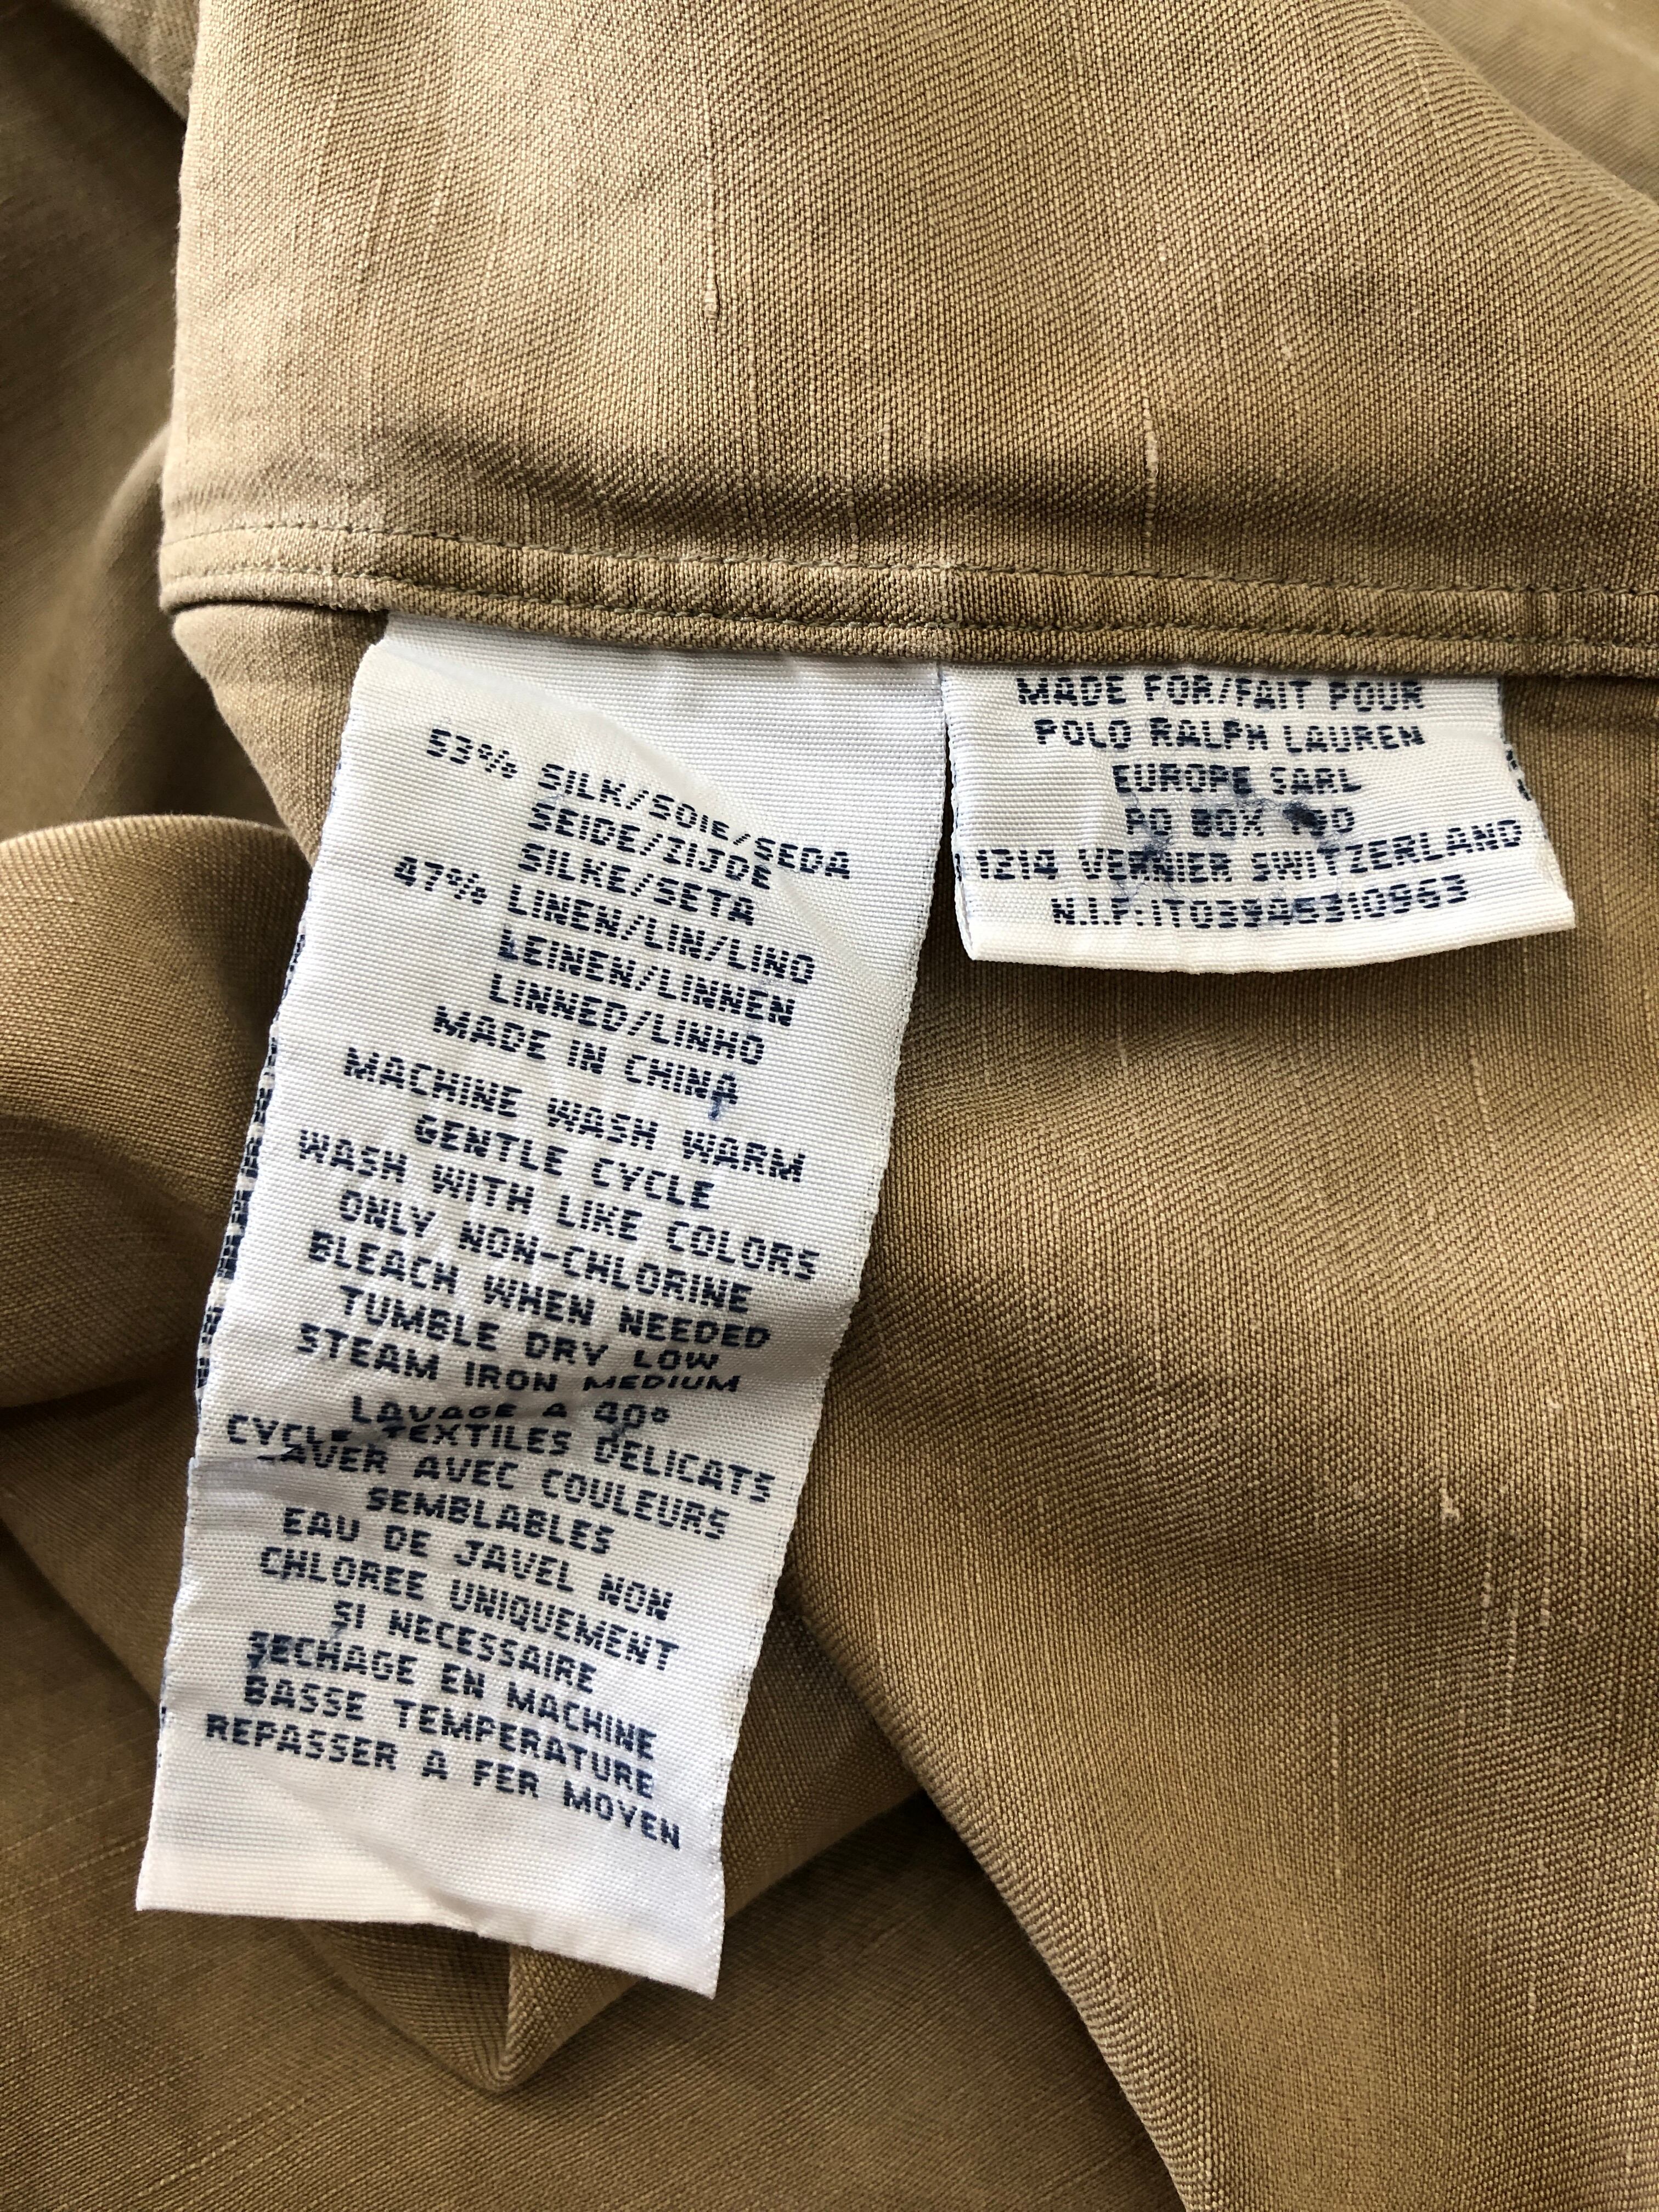 53% SILK/SOIE/SEDA
SEIDE/ZIJDE
SILKE/SETA
47% LINEN/LIN/LINO
LEINEN/LINNEN
LINNED/LINHO
MADE IN CHINA
MACHINE WASH WARM
GENTLE CYCLE
WASH WITH LIKE COLORS
ONLY NON-CHLORINE
BLEACH WHEN NEEDED
TUMBLE DRY LOW
STEAM IRON MEDIUM
LAVAGE A 40°
CYCLE TEXTILES DELICATS
LAVER AVEC COULEURS
SEMBLABLES
EAU DE JAVEL NON
CHLOREE UNIQUEMENT
SI NECESSAIRE
SECHAGE EN MACHINE
BASSE TEMPERATURE
REPASSER A FER MOYEN
MADE FOR/FAIT POUR
POLO RALPH LAUREN
EUROPE SARL
PO BOX
1214 VERNIER SWITZERLAND